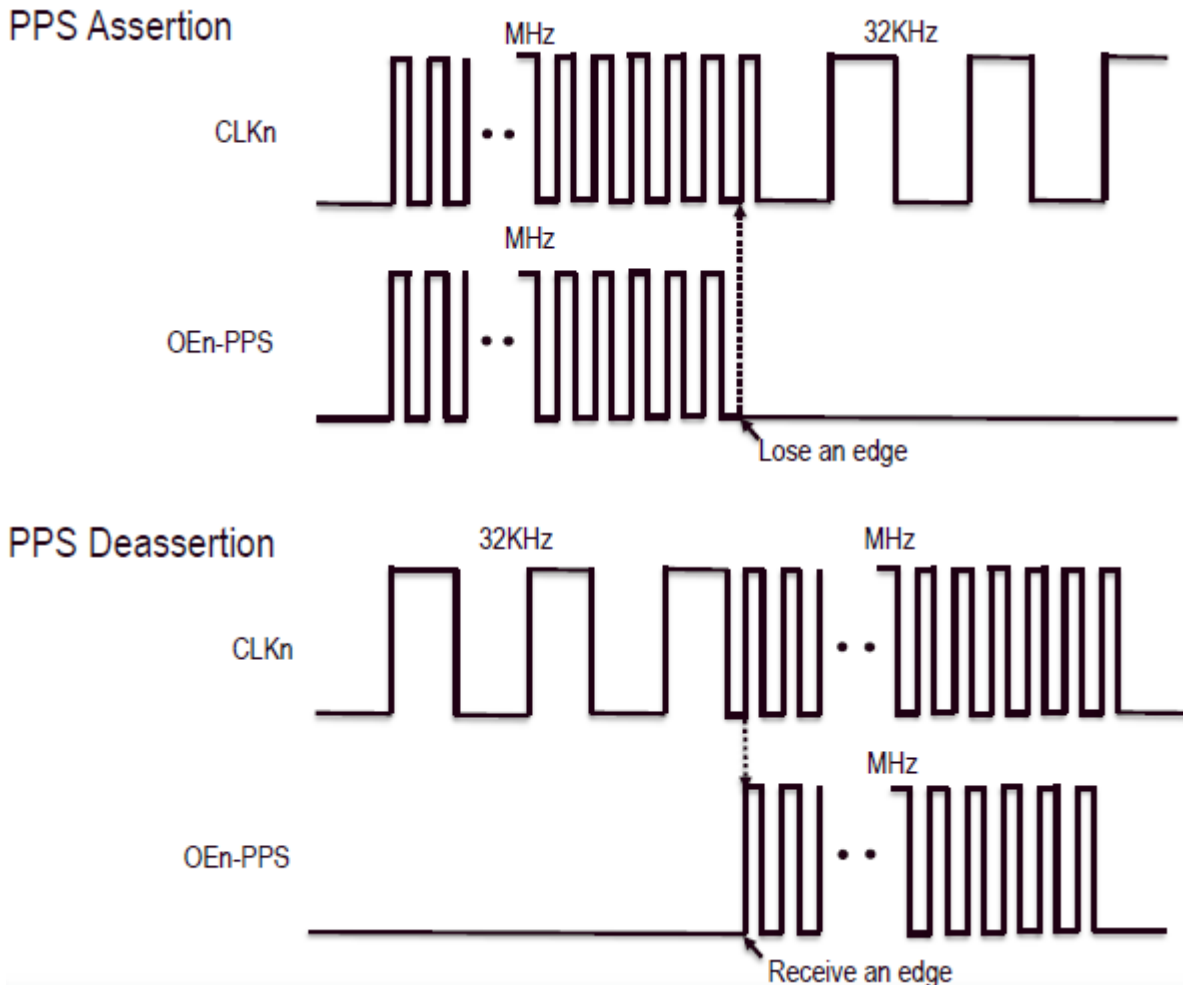 PPS Assertion
MHz
32KHz
CLKn
MHz
OEn-PPS
Lose an edge
PPS Deassertion
32KHz
MHz
CLKn
MHz
OEn-PPS
Receive an edge